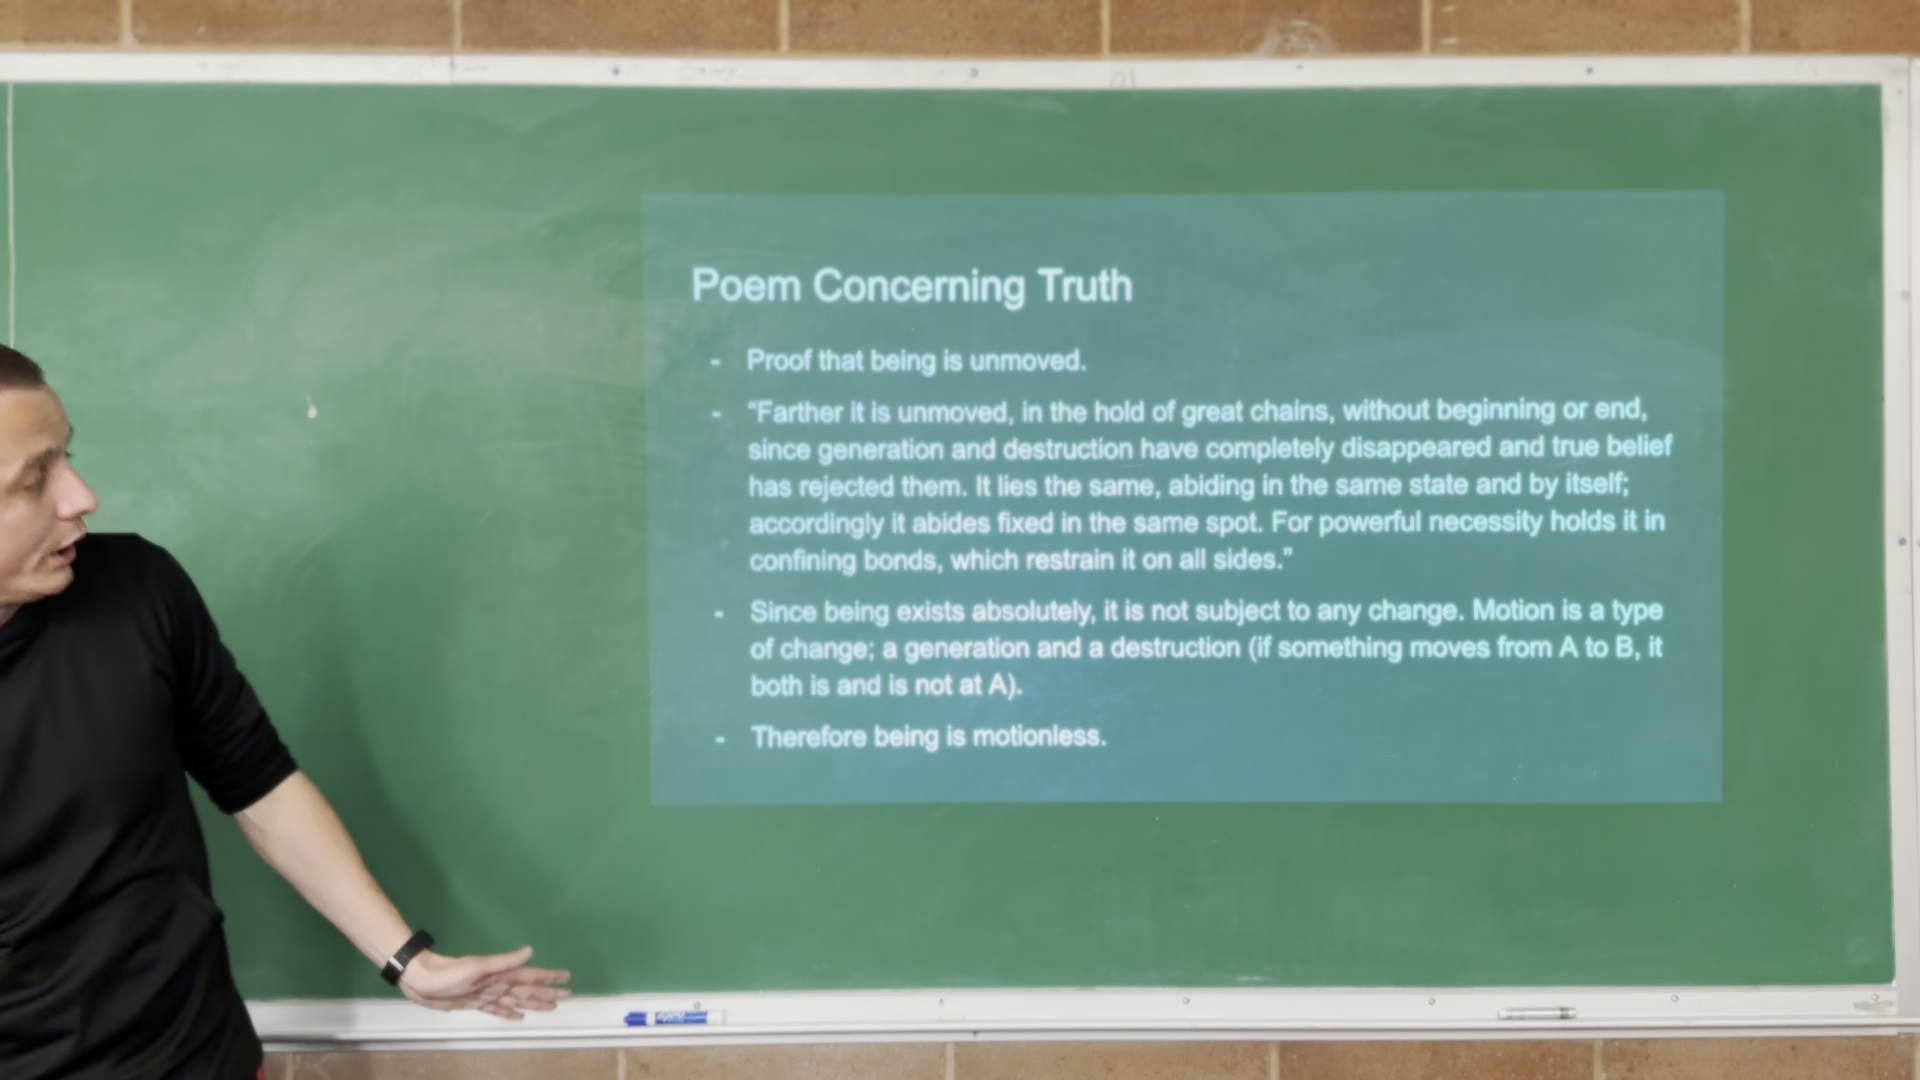 Poem Concerning Truth
- Proof that being is unmoved.
- “Farther it is unmoved, in the hold of great chains, without beginning or end,
since generation and destruction have completely disappeared and true belief
has rejected them. It lies the same, abiding in the same state and by itself;
accordingly it abides fixed in the same spot. For powerful necessity holds it in
confining bonds, which restrain it on all sides.”
- Since being exists absolutely, it is not subject to any change. Motion is a type
of change; a generation and a destruction (if something moves from A to B, it
both is and is not at A).
- Therefore being is motionless.